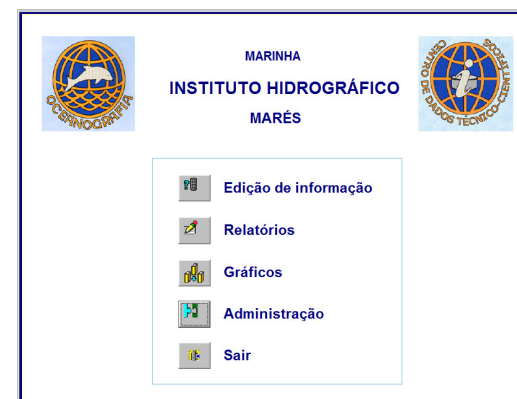 MARINHA
INSTITUTO HIDROGRÁFICO
MARÉS
OCEANOGRAFIA
CENTRO DE DADOS TÉCNICO-CIENTÍFICOS
Edição de informação
Relatórios
Gráficos
Administração
Sair